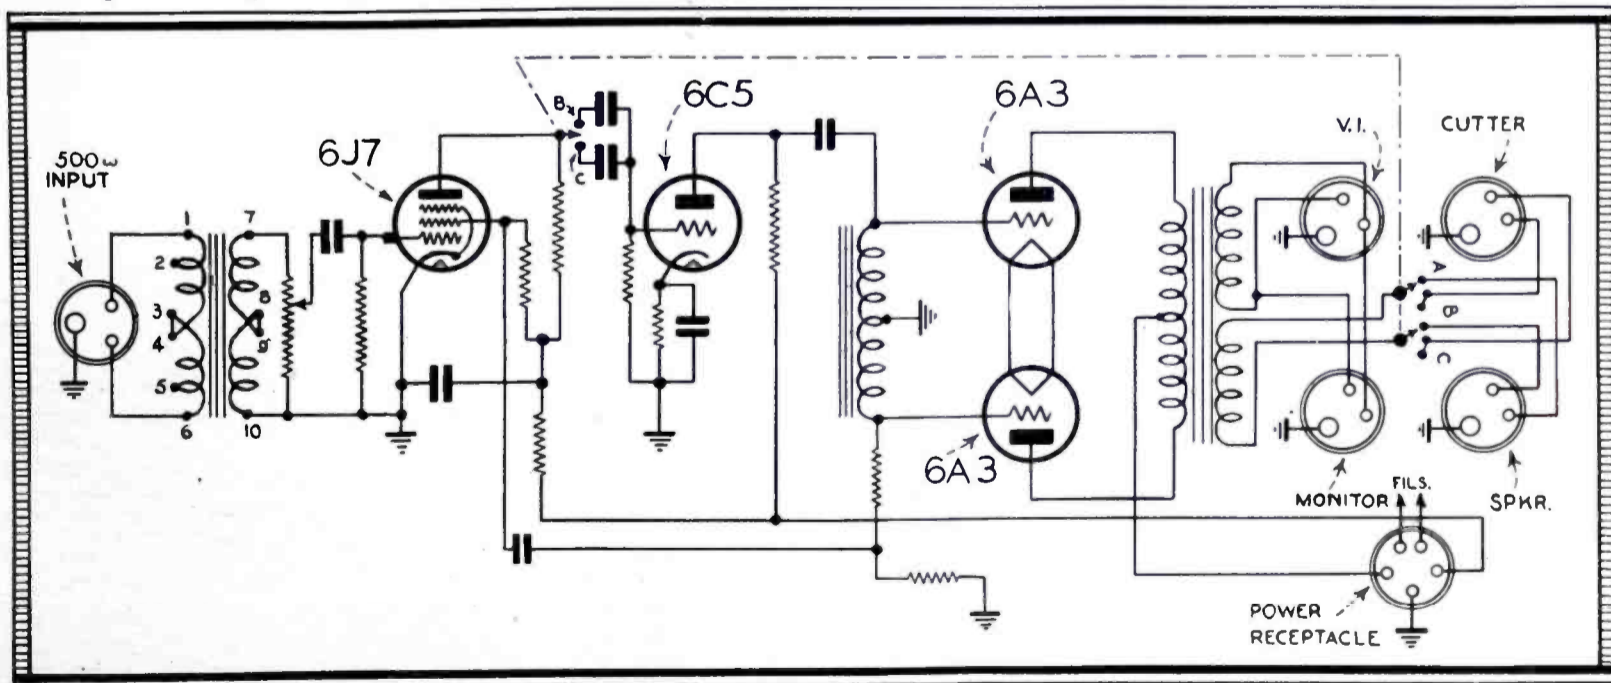 500ω
INPUT
1
2
3
4
5
6
7
8
9
10
6J7
B
C
6C5
6A3
6A3
V.I.
CUTTER
A
B
C
MONITOR
FILS.
SPKR.
POWER
RECEPTACLE